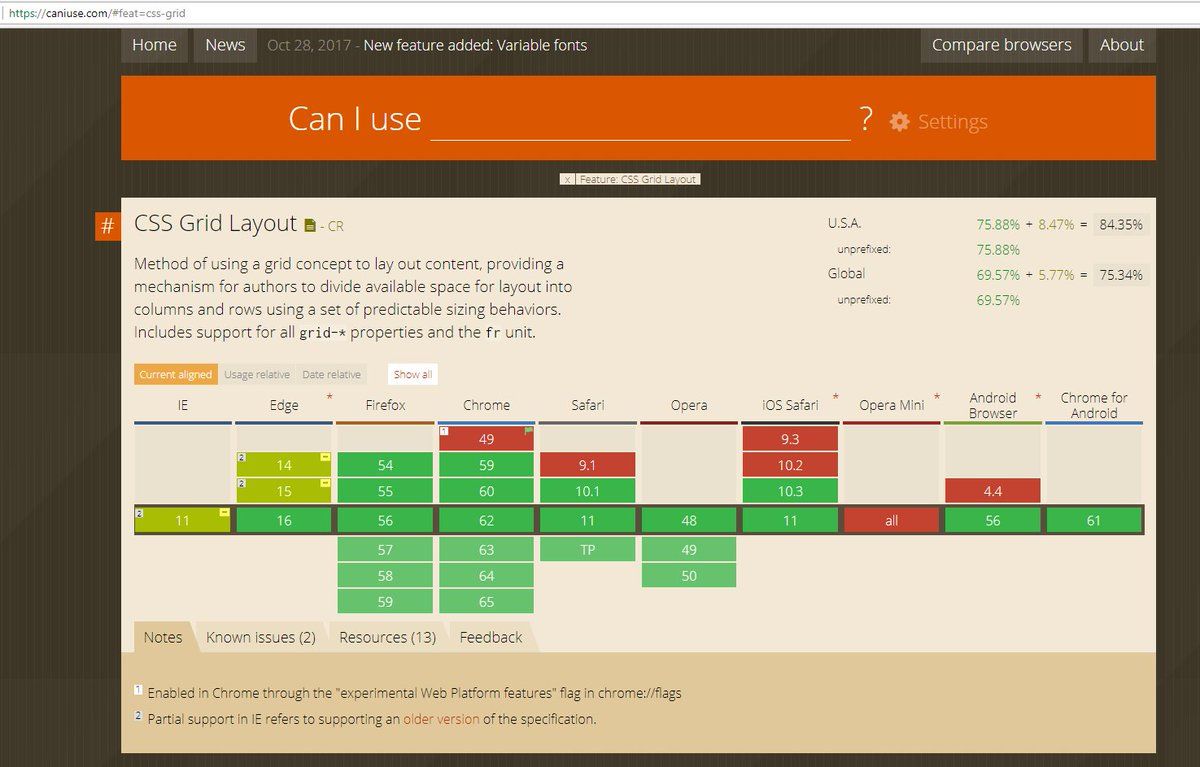 https://caniuse.com/#feat=css-grid
Home News Oct 28, 2017 - New feature added: Variable fonts Compare browsers About
Can I use ? Settings
x Feature: CSS Grid Layout
# CSS Grid Layout - CR
Method of using a grid concept to lay out content, providing a
mechanism for authors to divide available space for layout into
columns and rows using a set of predictable sizing behaviors.
Includes support for all grid-* properties and the fr unit.
U.S.A. 75.88% + 8.47% = 84.35%
unprefixed: 75.88%
Global 69.57% + 5.77% = 75.34%
unprefixed: 69.57%
Current aligned Usage relative Date relative Show all
IE Edge * Firefox Chrome Safari Opera iOS Safari * Opera Mini * Android Browser * Chrome for Android
1 49 9.3
2 14 - 54 59 9.1 10.2
2 15 - 55 60 10.1 10.3 4.4
2 11 - 16 56 62 11 48 11 all 56 61
57 63 TP 49
58 64 50
59 65
Notes Known issues (2) Resources (13) Feedback
1 Enabled in Chrome through the "experimental Web Platform features" flag in chrome://flags
2 Partial support in IE refers to supporting an older version of the specification.